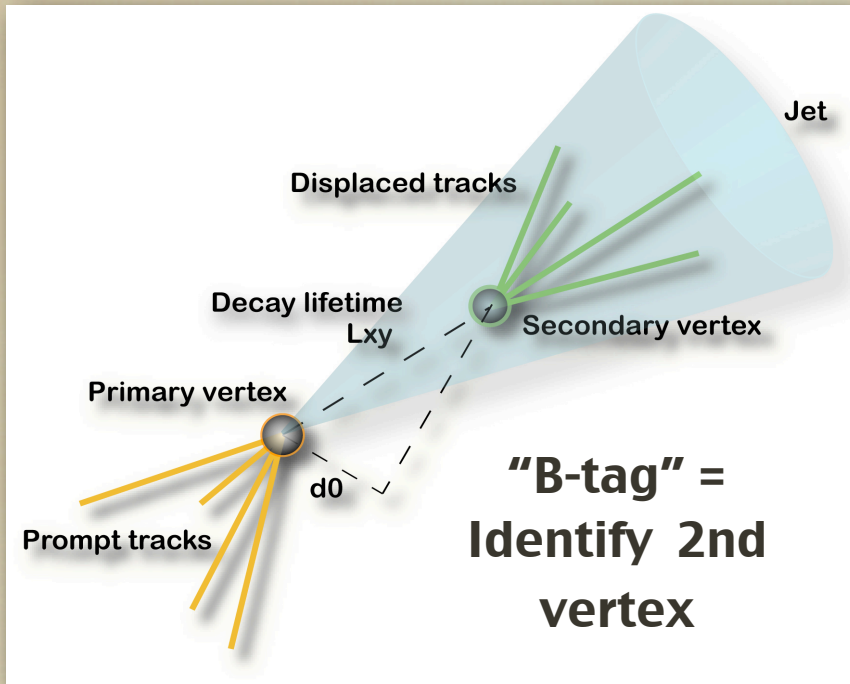 Jet
Displaced tracks
Decay lifetime
Lxy
Secondary vertex
Primary vertex
d0
Prompt tracks
“B-tag” =
Identify 2nd
vertex